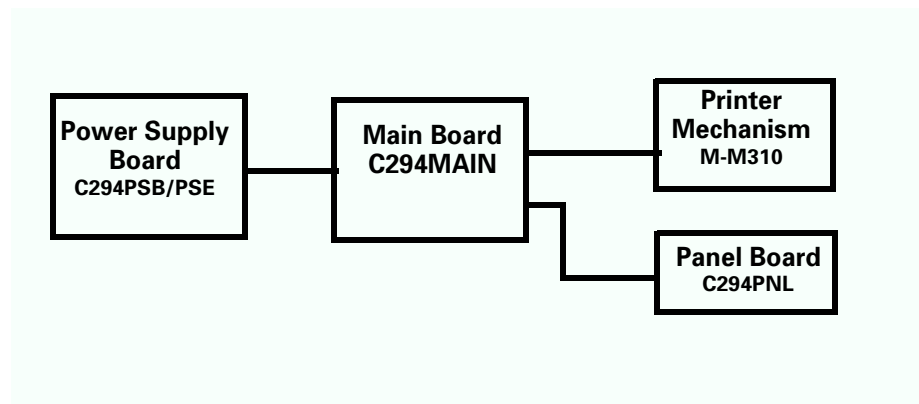 Power Supply
Board
C294PSB/PSE
Main Board
C294MAIN
Printer
Mechanism
M-M310
Panel Board
C294PNL